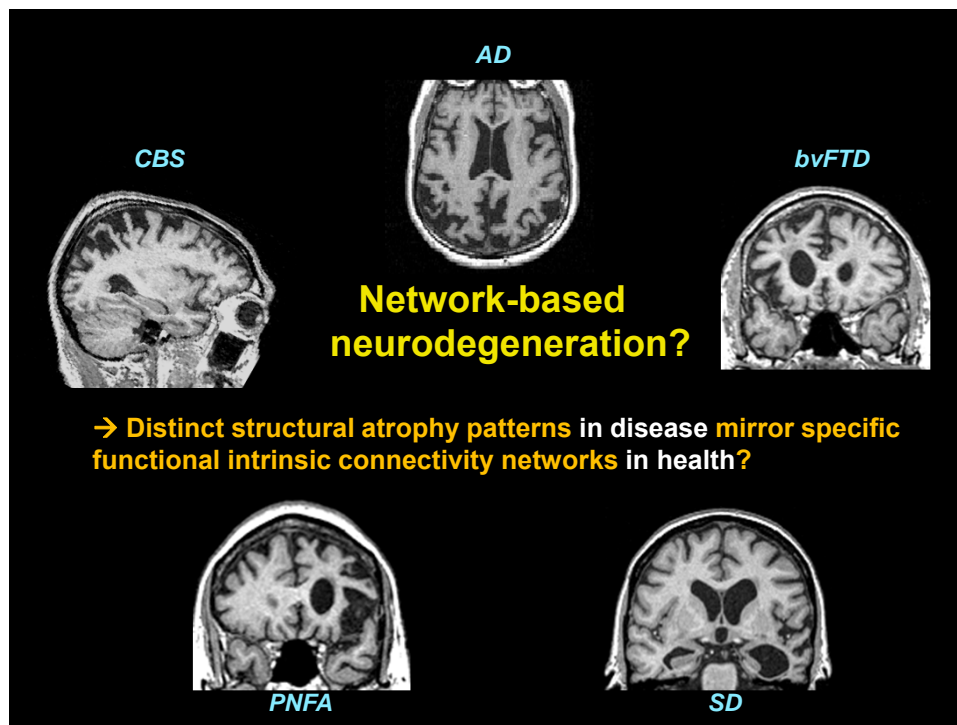 AD
CBS
bvFTD
Network-based
neurodegeneration?
→ Distinct structural atrophy patterns in disease mirror specific
functional intrinsic connectivity networks in health?
PNFA
SD